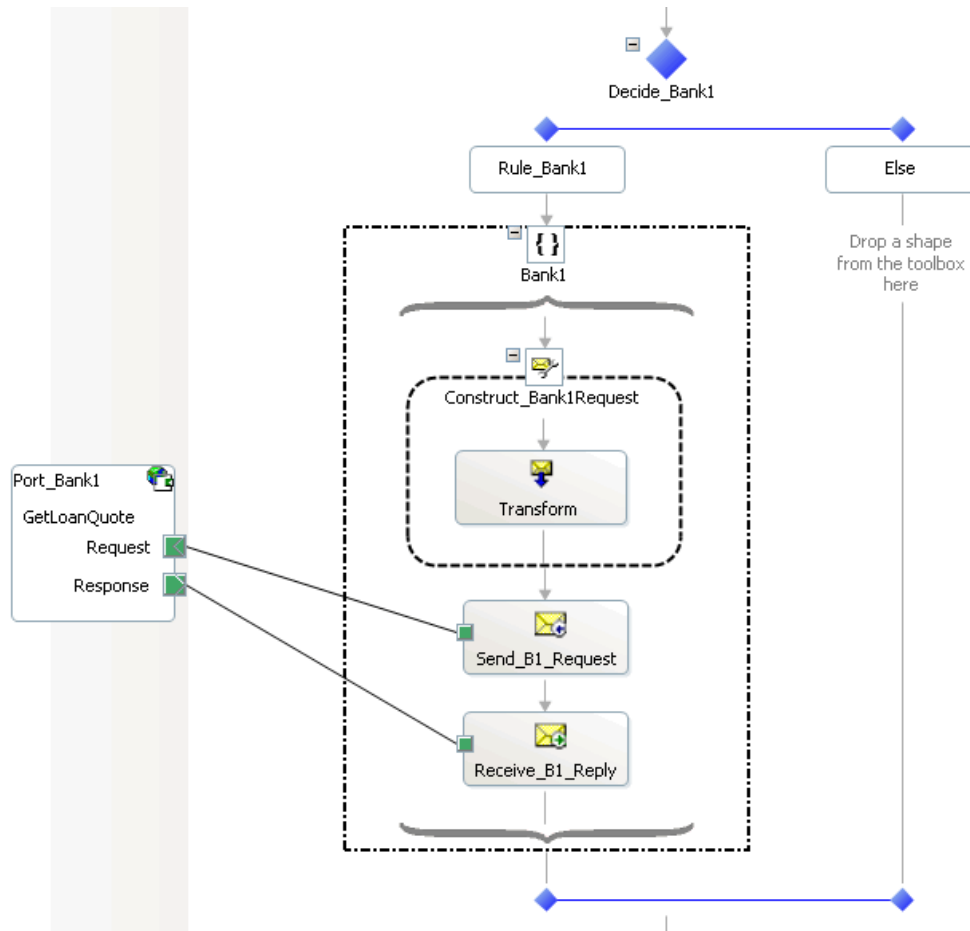 Decide_Bank1
Rule_Bank1
Else
{ }
Bank1
Drop a shape
from the toolbox
here
Construct_Bank1Request
Transform
Port_Bank1
GetLoanQuote
Request
Response
Send_B1_Request
Receive_B1_Reply